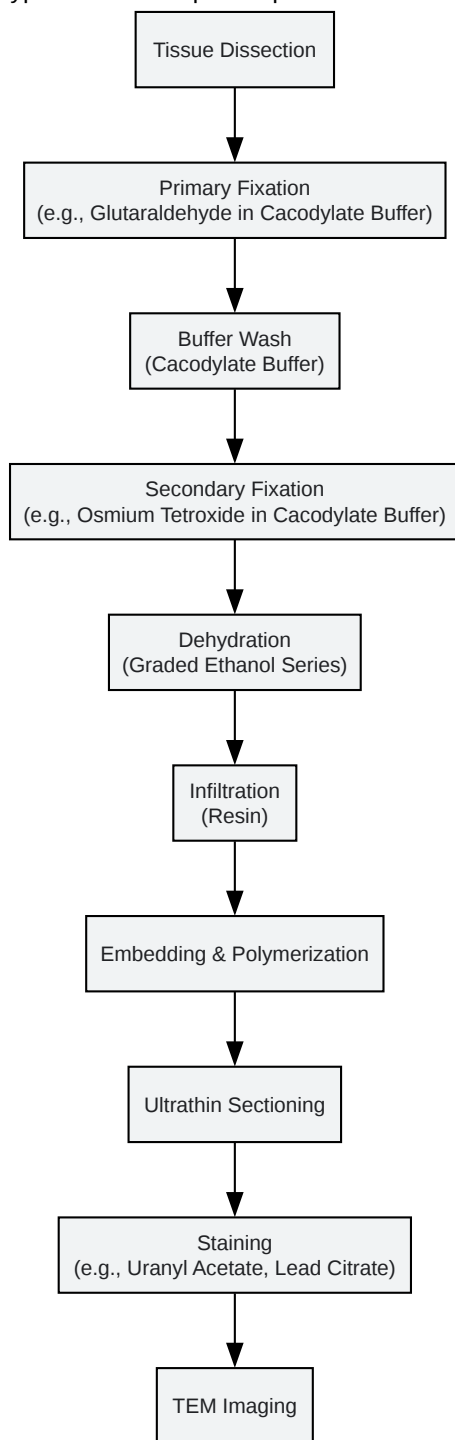 Tissue Dissection
Primary Fixation
(e.g., Glutaraldehyde in Cacodylate Buffer)
Buffer Wash
(Cacodylate Buffer)
Secondary Fixation
(e.g., Osmium Tetroxide in Cacodylate Buffer)
Dehydration
(Graded Ethanol Series)
Infiltration
(Resin)
Embedding & Polymerization
Ultrathin Sectioning
Staining
(e.g., Uranyl Acetate, Lead Citrate)
TEM Imaging